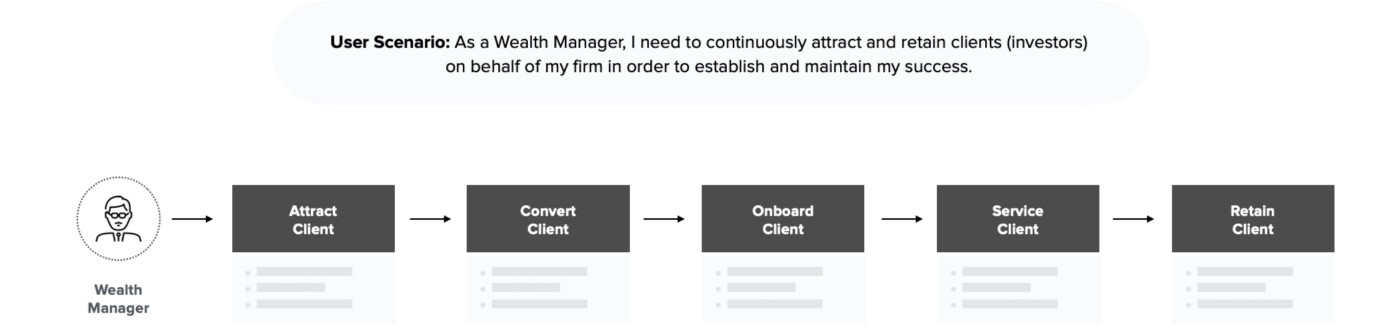 User Scenario: As a Wealth Manager, I need to continuously attract and retain clients (investors)
on behalf of my firm in order to establish and maintain my success.
Wealth
Manager
Attract
Client
Convert
Client
Onboard
Client
Service
Client
Retain
Client